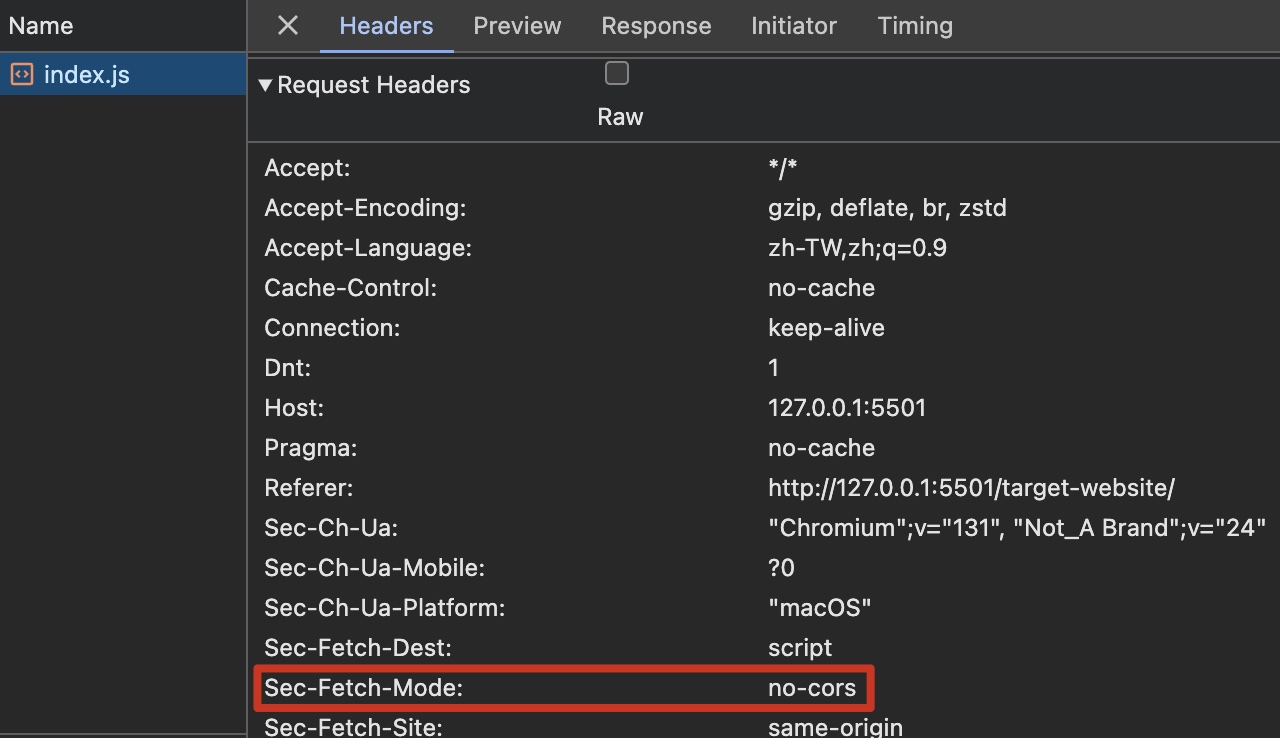 Name
Headers Preview Response Initiator Timing
index.js
Request Headers
Raw
Accept: */*
Accept-Encoding: gzip, deflate, br, zstd
Accept-Language: zh-TW,zh;q=0.9
Cache-Control: no-cache
Connection: keep-alive
Dnt: 1
Host: 127.0.0.1:5501
Pragma: no-cache
Referer: http://127.0.0.1:5501/target-website/
Sec-Ch-Ua: "Chromium";v="131", "Not_A Brand";v="24"
Sec-Ch-Ua-Mobile: ?0
Sec-Ch-Ua-Platform: "macOS"
Sec-Fetch-Dest: script
Sec-Fetch-Mode: no-cors
Sec-Fetch-Site: same-origin